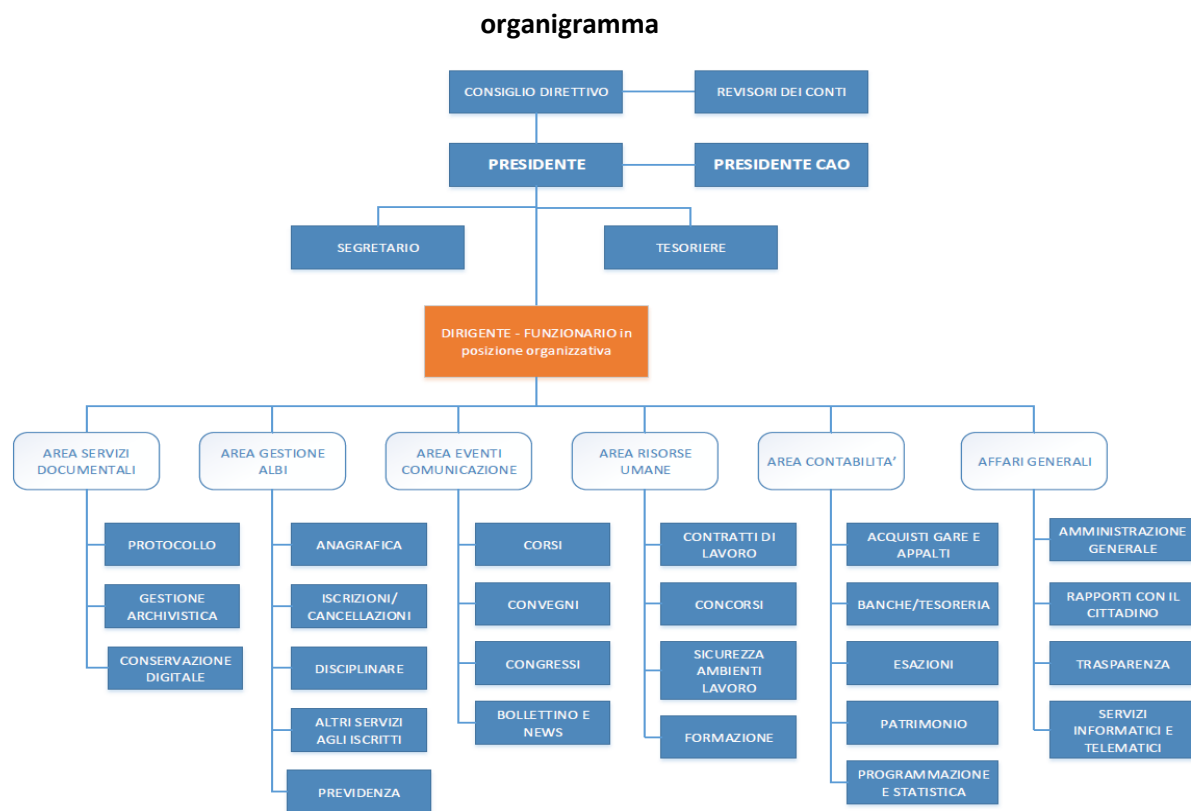 organigramma
CONSIGLIO DIRETTIVO
REVISORI DEI CONTI
PRESIDENTE
PRESIDENTE CAO
SEGRETARIO
TESORIERE
DIRIGENTE - FUNZIONARIO in
posizione organizzativa
AREA SERVIZI
DOCUMENTALI
AREA GESTIONE
ALBI
AREA EVENTI
COMUNICAZIONE
AREA RISORSE
UMANE
AREA CONTABILITA’
AFFARI GENERALI
PROTOCOLLO
GESTIONE
ARCHIVISTICA
CONSERVAZIONE
DIGITALE
ANAGRAFICA
ISCRIZIONI/
CANCELLAZIONI
DISCIPLINARE
ALTRI SERVIZI
AGLI ISCRITTI
PREVIDENZA
CORSI
CONVEGNI
CONGRESSI
BOLLETTINO E
NEWS
CONTRATTI DI
LAVORO
CONCORSI
SICUREZZA
AMBIENTI
LAVORO
FORMAZIONE
ACQUISTI GARE E
APPALTI
BANCHE/TESORERIA
ESAZIONI
PATRIMONIO
PROGRAMMAZIONE
E STATISTICA
AMMINISTRAZIONE
GENERALE
RAPPORTI CON IL
CITTADINO
TRASPARENZA
SERVIZI
INFORMATICI E
TELEMATICI